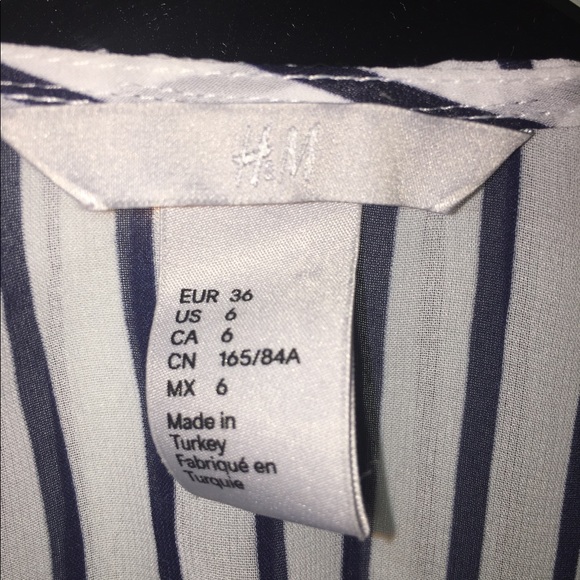 H&M
EUR 36
US 6
CA 6
CN 165/84A
MX 6
Made in
Turkey
Fabriqué en
Turquie